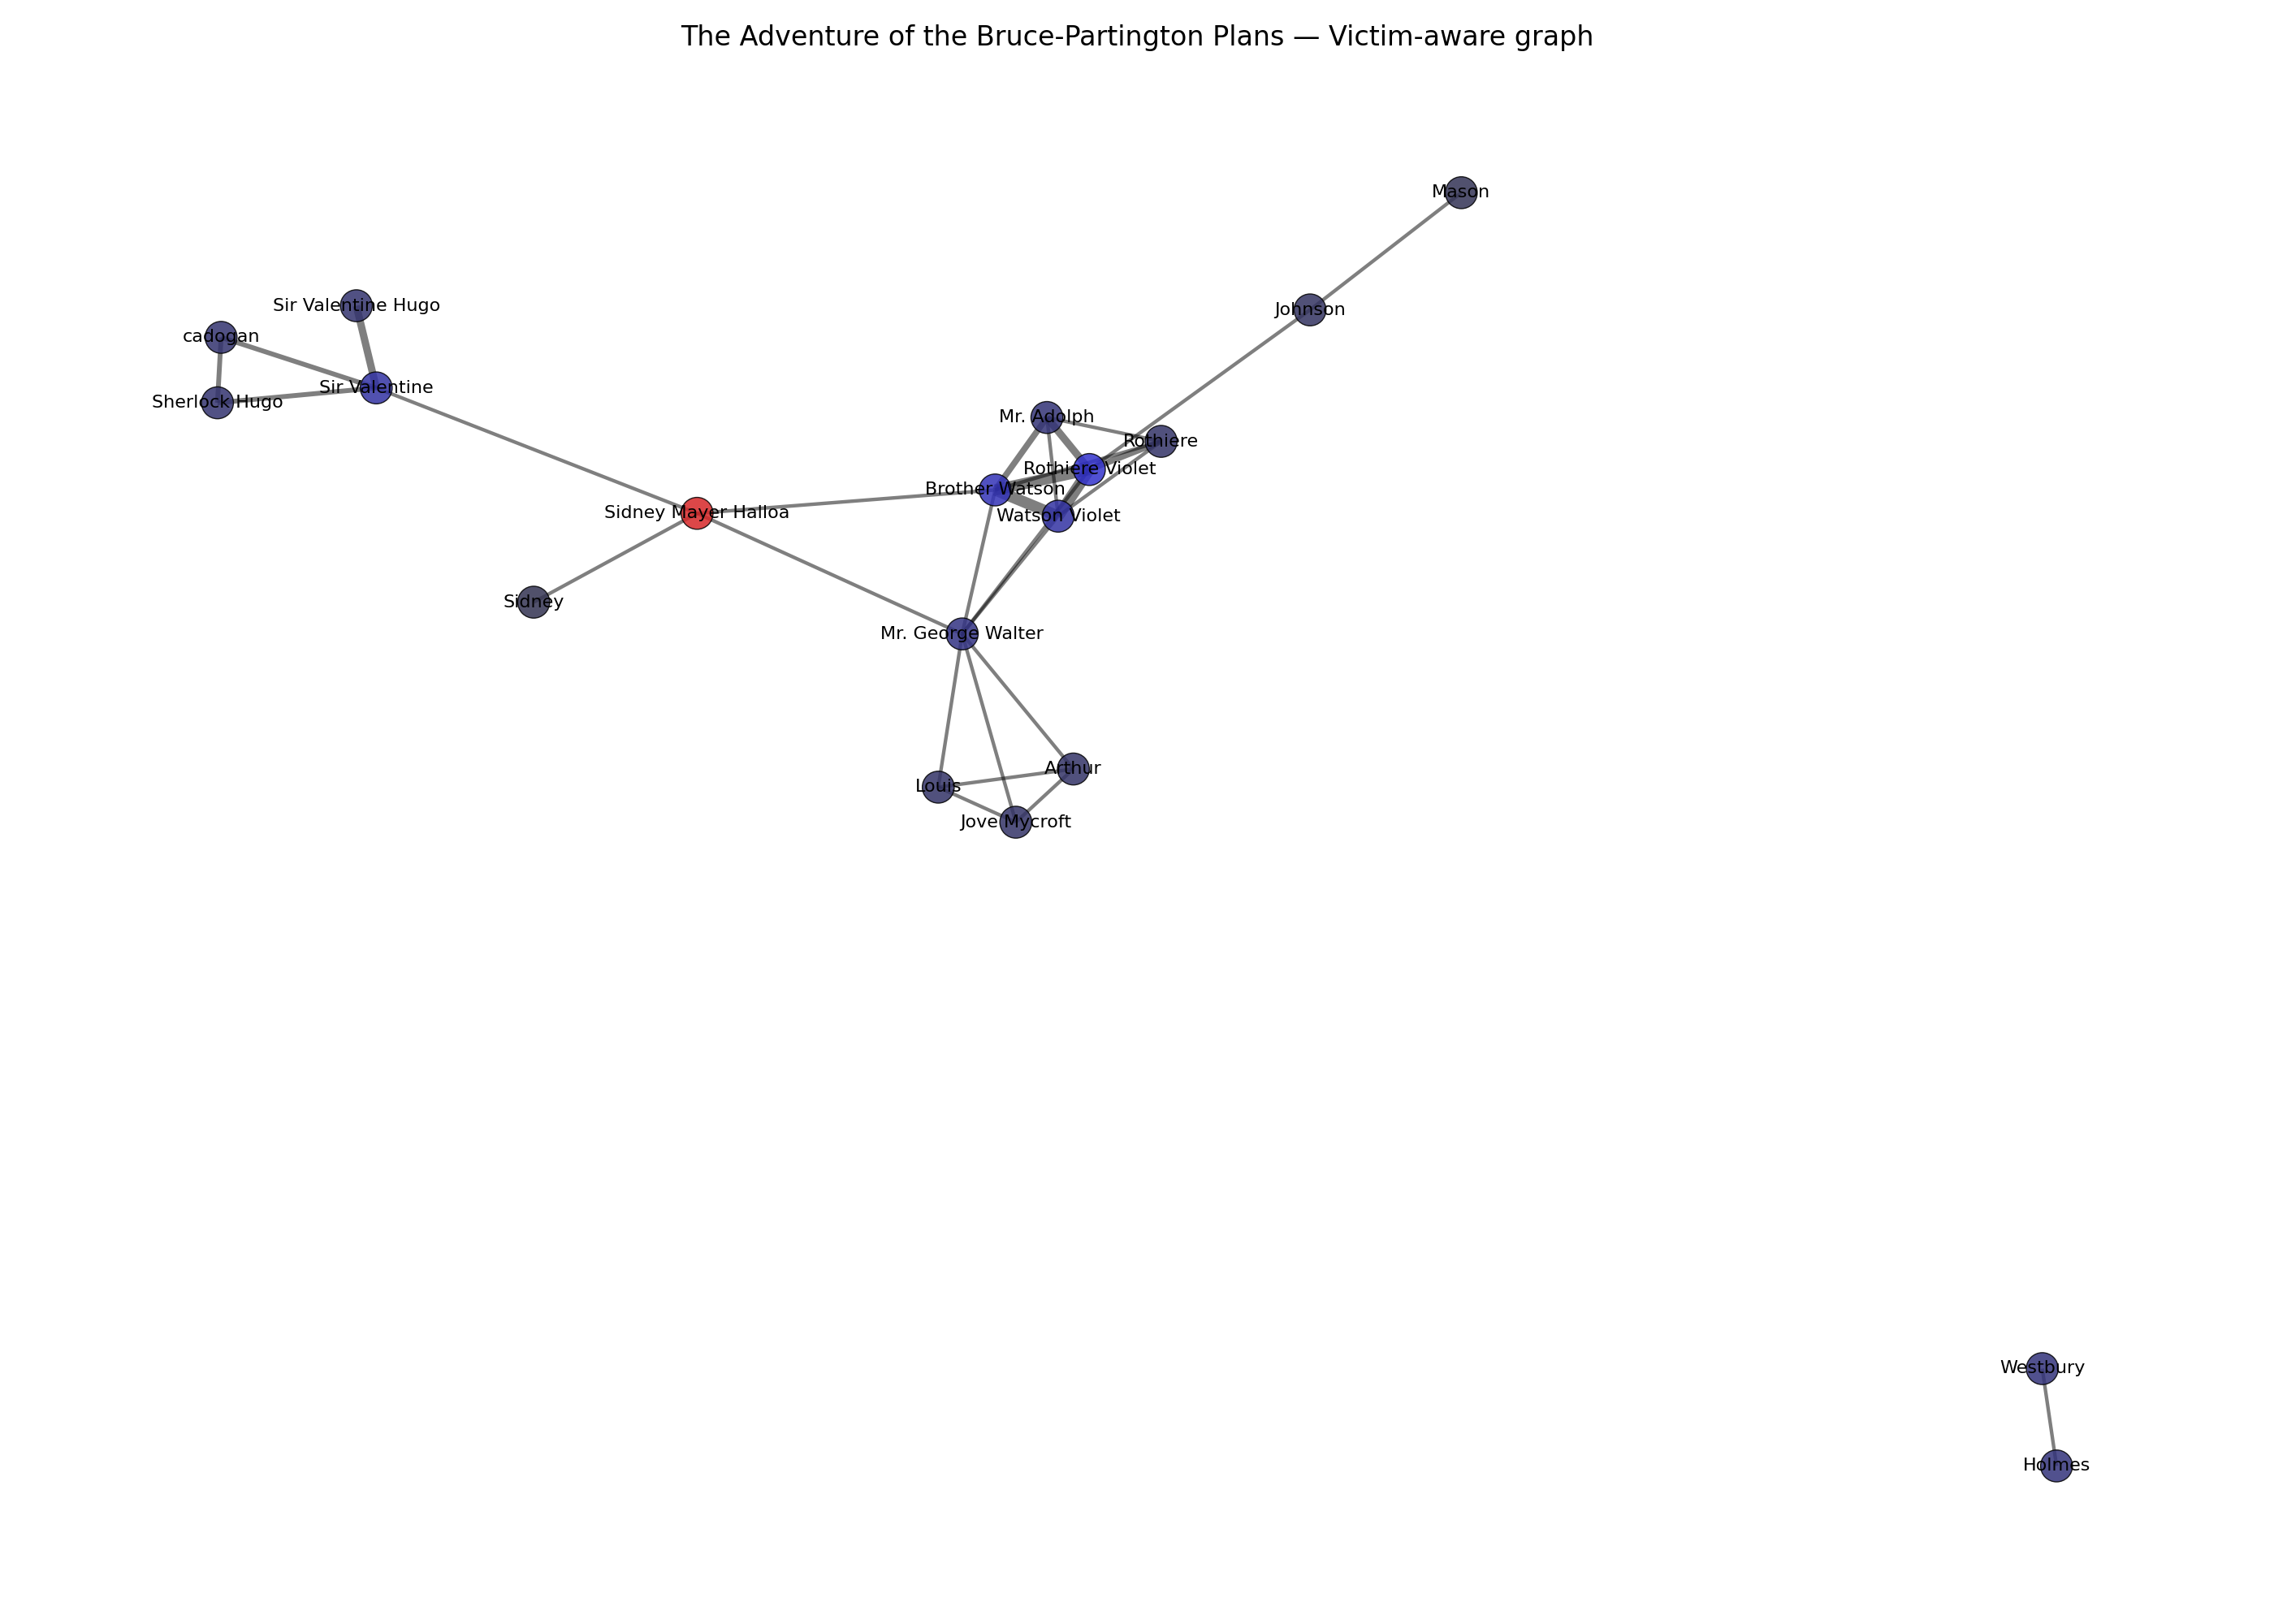 The Adventure of the Bruce-Partington Plans — Victim-aware graph
Mason
Sir Valentine Hugo
Johnson
cadogan
Sir Valentine
Sherlock Hugo
Mr. Adolph
Rothiere
Rothiere Violet
Brother Watson
Sidney Mayer Halloa
Watson Violet
Sidney
Mr. George Walter
Arthur
Louis
Jove Mycroft
Westbury
Holmes